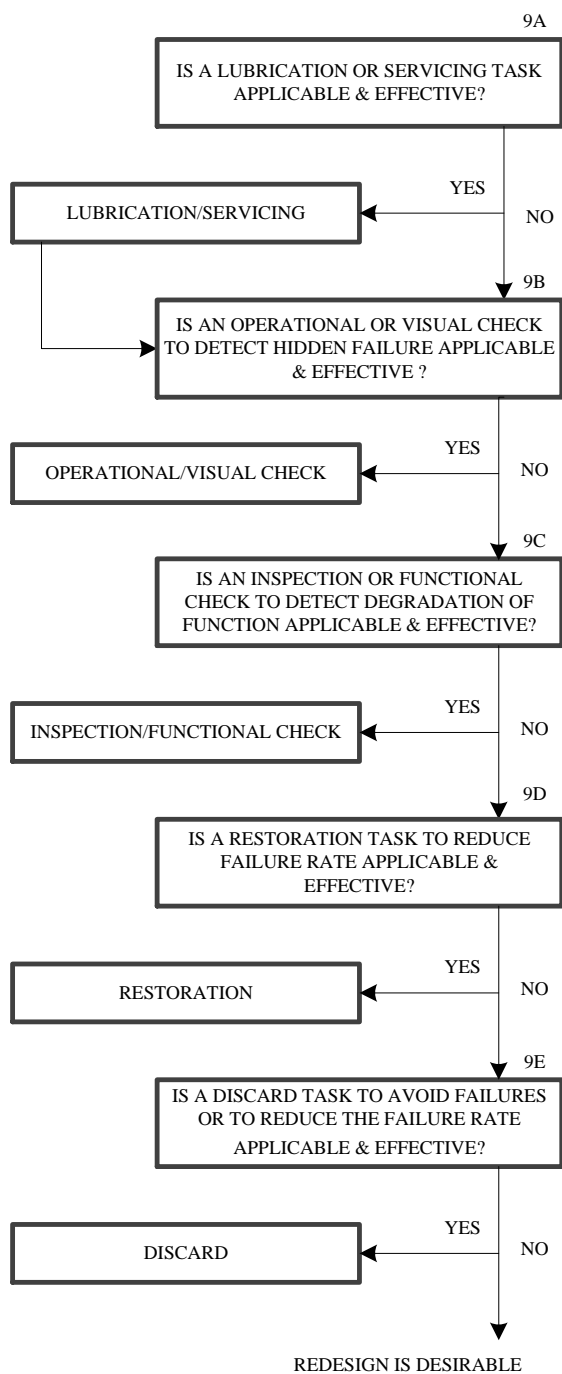 9A
IS A LUBRICATION OR SERVICING TASK
APPLICABLE & EFFECTIVE?
YES
LUBRICATION/SERVICING
NO
9B
IS AN OPERATIONAL OR VISUAL CHECK
TO DETECT HIDDEN FAILURE APPLICABLE
& EFFECTIVE ?
YES
OPERATIONAL/VISUAL CHECK
NO
9C
IS AN INSPECTION OR FUNCTIONAL
CHECK TO DETECT DEGRADATION OF
FUNCTION APPLICABLE & EFFECTIVE?
YES
INSPECTION/FUNCTIONAL CHECK
NO
9D
IS A RESTORATION TASK TO REDUCE
FAILURE RATE APPLICABLE &
EFFECTIVE?
YES
RESTORATION
NO
9E
IS A DISCARD TASK TO AVOID FAILURES
OR TO REDUCE THE FAILURE RATE
APPLICABLE & EFFECTIVE?
YES
DISCARD
NO
REDESIGN IS DESIRABLE